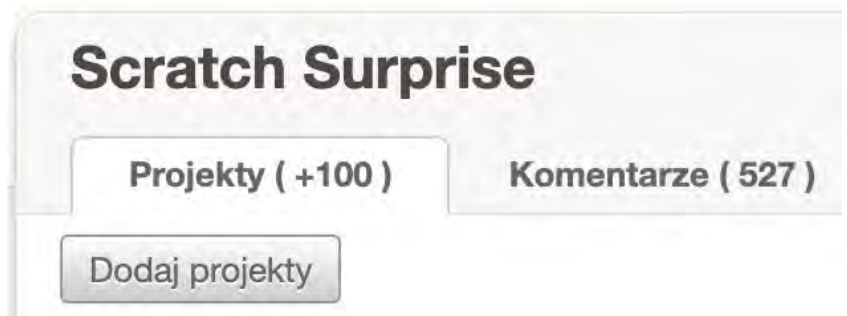 Scratch Surprise
Projekty ( +100 ) Komentarze ( 527 )
Dodaj projekty